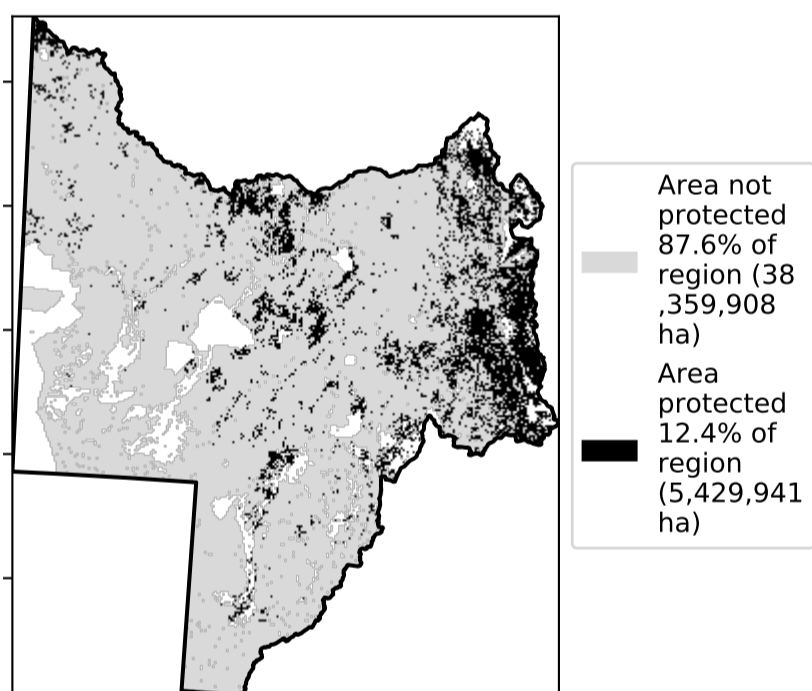 Area not
protected
87.6% of
region (38
,359,908
ha)
Area
protected
12.4% of
region
(5,429,941
ha)